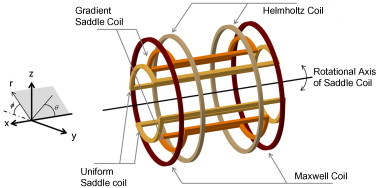 Gradient
Saddle Coil
Helmholtz Coil
z
r
ϕ
θ
x
y
Rotational Axis
of Saddle Coil
Uniform
Saddle coil
Maxwell Coil